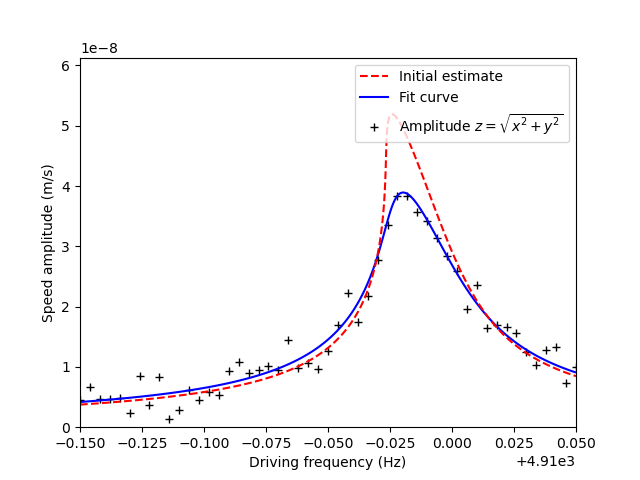 1e−8
6
5
4
3
2
1
0
Speed amplitude (m/s)
Initial estimate
Fit curve
Amplitude z = √x² + y²
−0.150 −0.125 −0.100 −0.075 −0.050 −0.025 0.000 0.025 0.050
Driving frequency (Hz)
+4.91e3